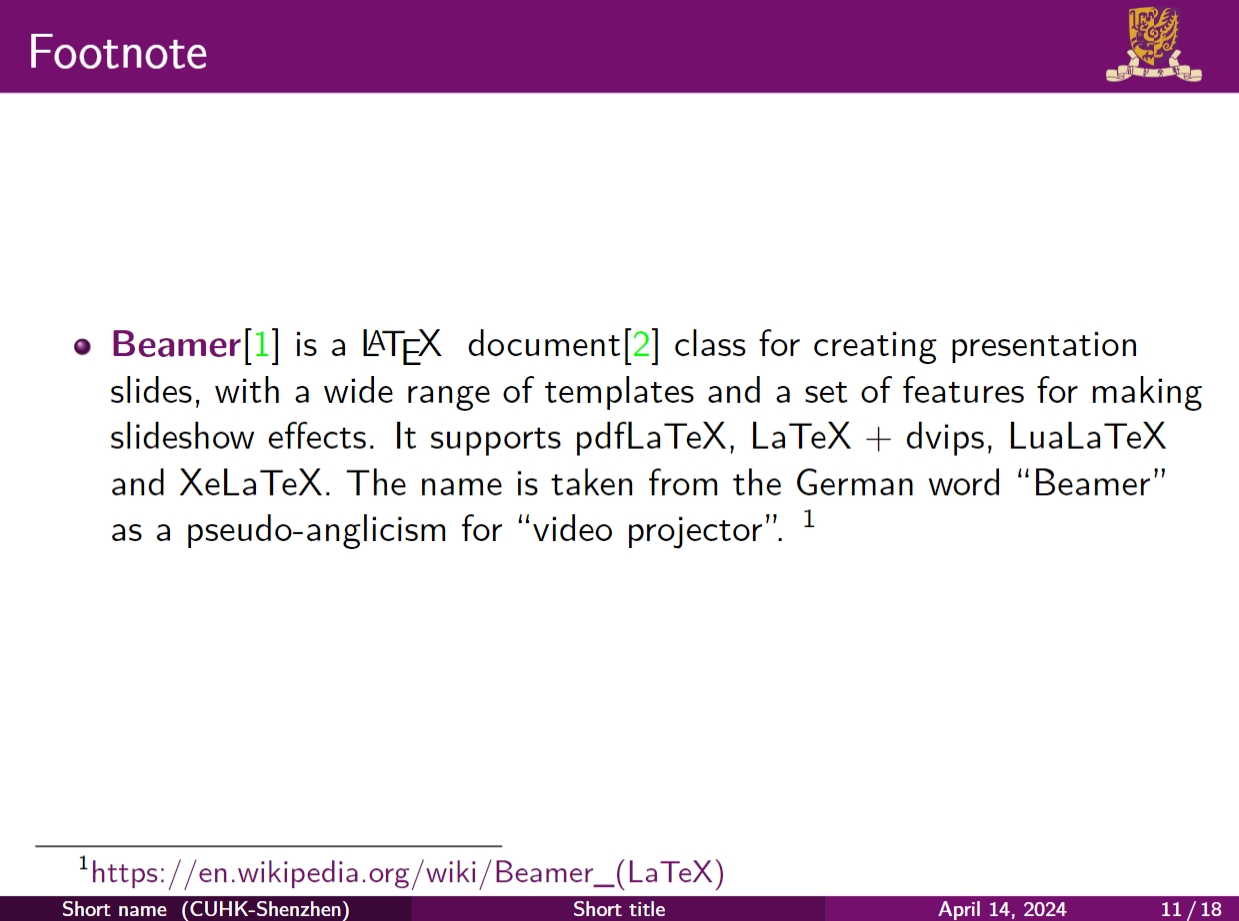 Footnote
Beamer[1] is a LATEX document[2] class for creating presentation
slides, with a wide range of templates and a set of features for making
slideshow effects. It supports pdfLaTeX, LaTeX + dvips, LuaLaTeX
and XeLaTeX. The name is taken from the German word “Beamer”
as a pseudo-anglicism for “video projector”. 1
1https://en.wikipedia.org/wiki/Beamer_(LaTeX)
Short name (CUHK-Shenzhen) Short title April 14, 2024 11 / 18